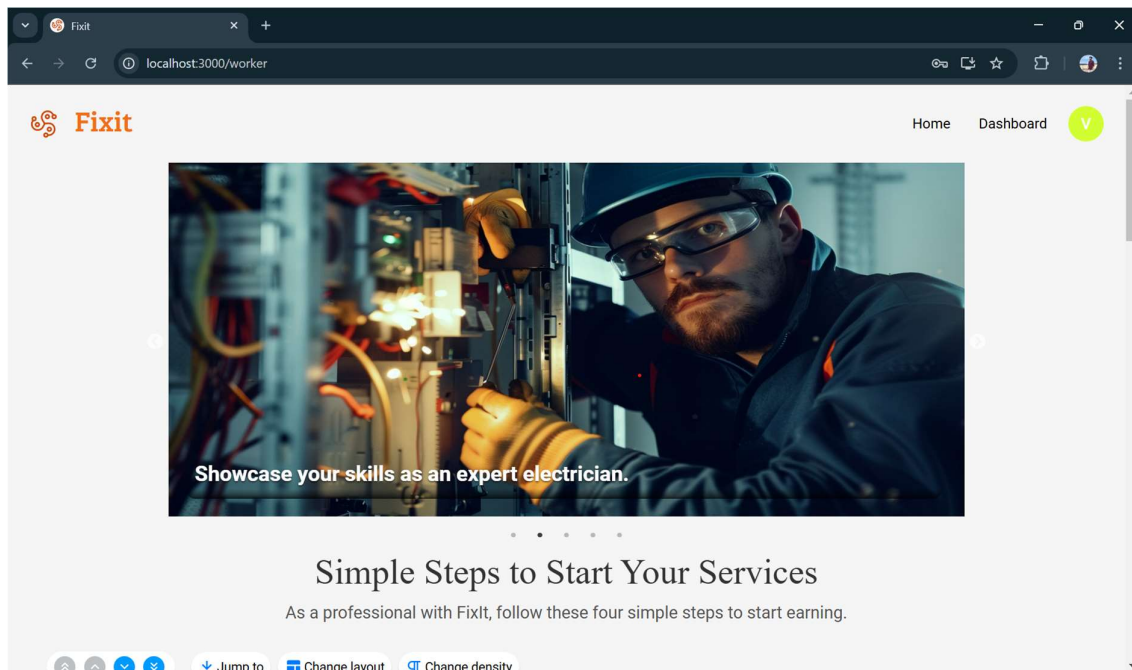 Fixit
localhost:3000/worker
Fixit
Home
Dashboard
V
Showcase your skills as an expert electrician.
Simple Steps to Start Your Services
As a professional with FixIt, follow these four simple steps to start earning.
Jump to
Change layout
Change density